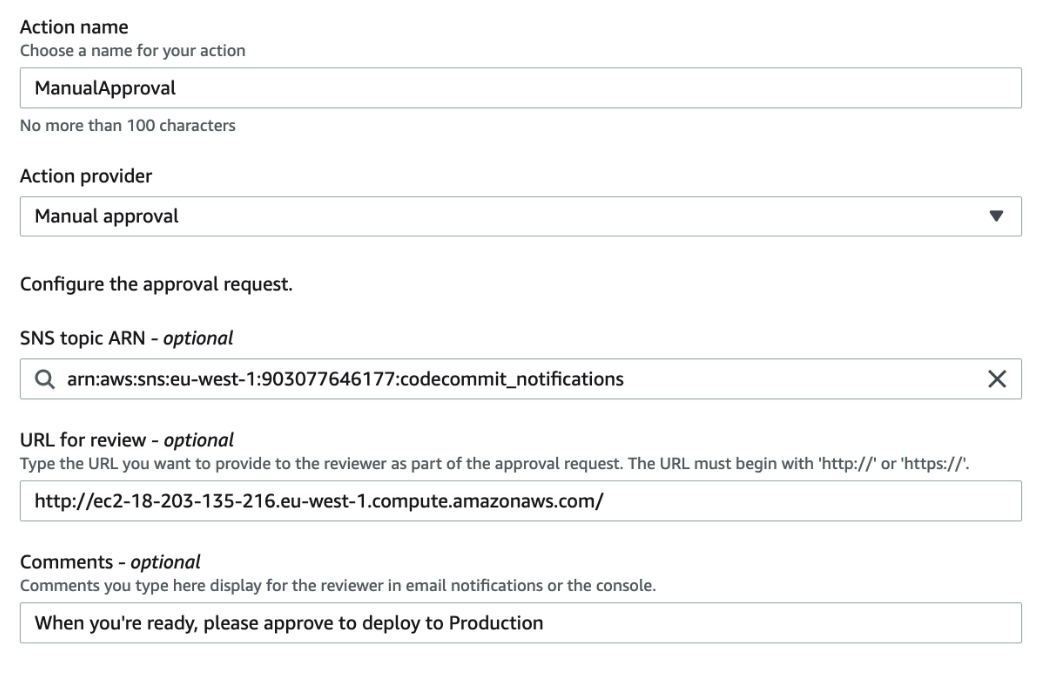 Action name
Choose a name for your action
ManualApproval
No more than 100 characters
Action provider
Manual approval
Configure the approval request.
SNS topic ARN - optional
arn:aws:sns:eu-west-1:903077646177:codecommit_notifications
URL for review - optional
Type the URL you want to provide to the reviewer as part of the approval request. The URL must begin with 'http://' or 'https://'.
http://ec2-18-203-135-216.eu-west-1.compute.amazonaws.com/
Comments - optional
Comments you type here display for the reviewer in email notifications or the console.
When you're ready, please approve to deploy to Production